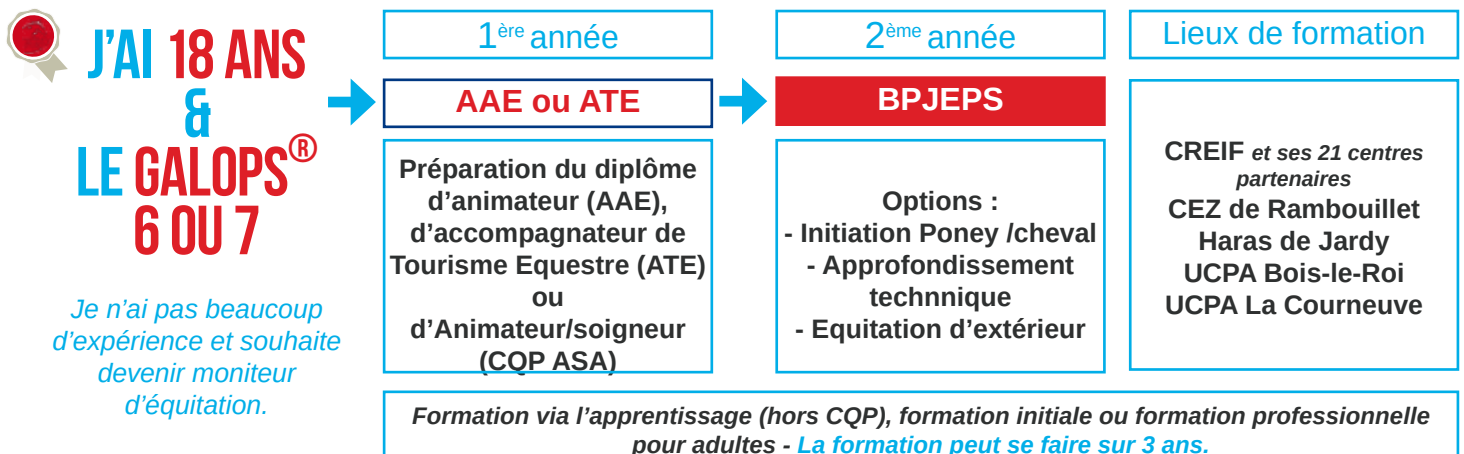 J'AI 18 ANS
&
LE GALOPS®
6 OU 7
Je n'ai pas beaucoup
d'expérience et souhaite
devenir moniteur
d'équitation.
1ère année
AAE ou ATE
Préparation du diplôme
d'animateur (AAE),
d'accompagnateur de
Tourisme Equestre (ATE)
ou
d'Animateur/soigneur
(CQP ASA)
2ème année
BPJEPS
Options :
- Initiation Poney /cheval
- Approfondissement
technnique
- Equitation d'extérieur
Lieux de formation
CREIF et ses 21 centres
partenaires
CEZ de Rambouillet
Haras de Jardy
UCPA Bois-le-Roi
UCPA La Courneuve
Formation via l'apprentissage (hors CQP), formation initiale ou formation professionnelle
pour adultes - La formation peut se faire sur 3 ans.